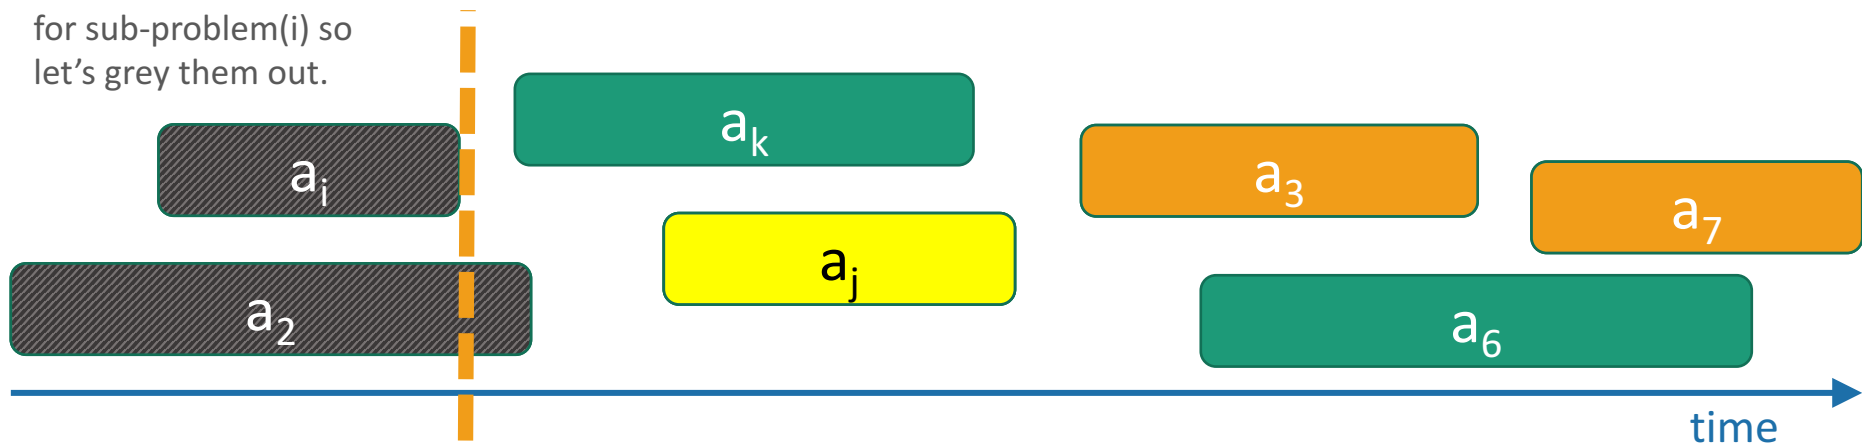 for sub-problem(i) so
let’s grey them out.
aₖ
aᵢ
a₃
a₇
aⱼ
a₂
a₆
time